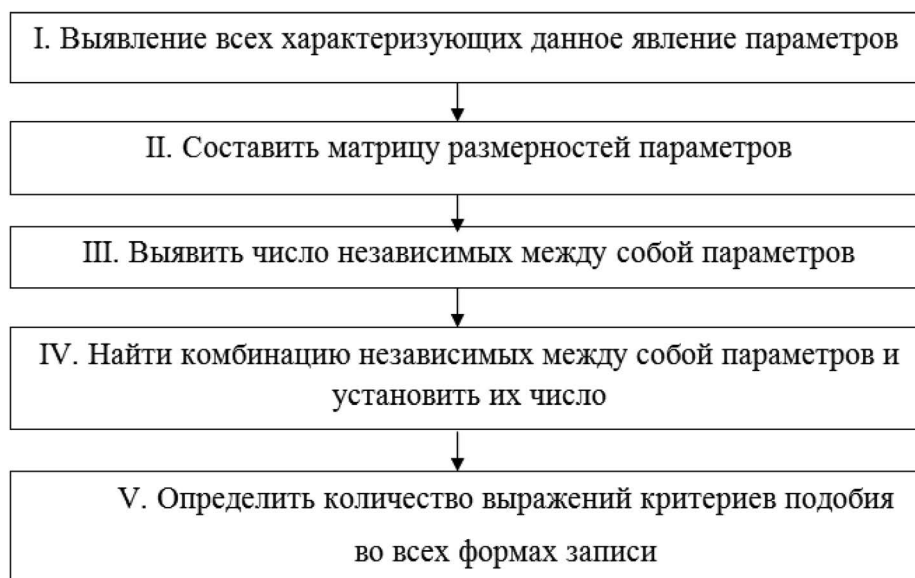 I. Выявление всех характеризующих данное явление параметров
II. Составить матрицу размерностей параметров
III. Выявить число независимых между собой параметров
IV. Найти комбинацию независимых между собой параметров и
установить их число
V. Определить количество выражений критериев подобия
во всех формах записи